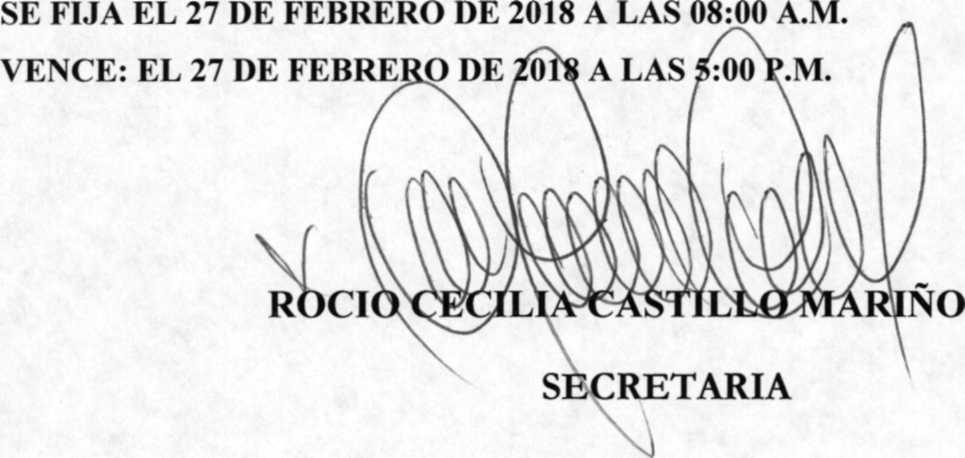 SE FIJA EL 27 DE FEBRERO DE 2018 A LAS 08:00 A.M.
VENCE: EL 27 DE FEBRERO DE 2018 A LAS 5:00 P.M.
ROCIO CECILIA CASTILLO MARIÑO
SECRETARIA